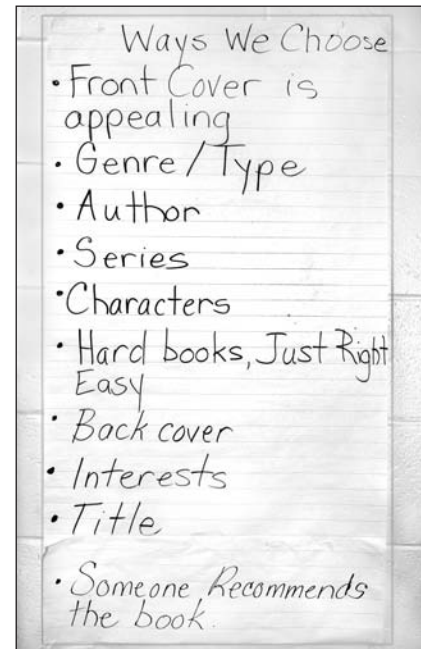 Ways We Choose
• Front Cover is
appealing
• Genre / Type
• Author
• Series
• Characters
• Hard books, Just Right
Easy
• Back cover
• Interests
• Title
• Someone Recommends
the book.